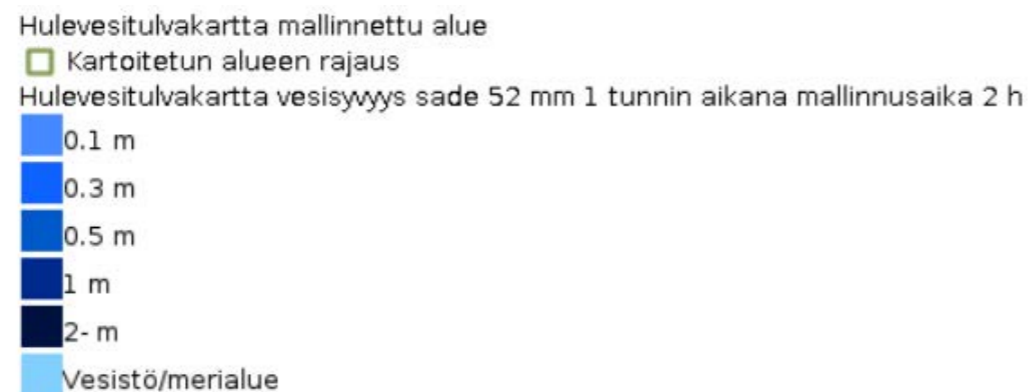 Hulevesitulvakartta mallinnettu alue
Kartoitetun alueen rajaus
Hulevesitulvakartta vesisyvyys sade 52 mm 1 tunnin aikana mallinnusaika 2 h
0.1 m
0.3 m
0.5 m
1 m
2- m
Vesistö/merialue